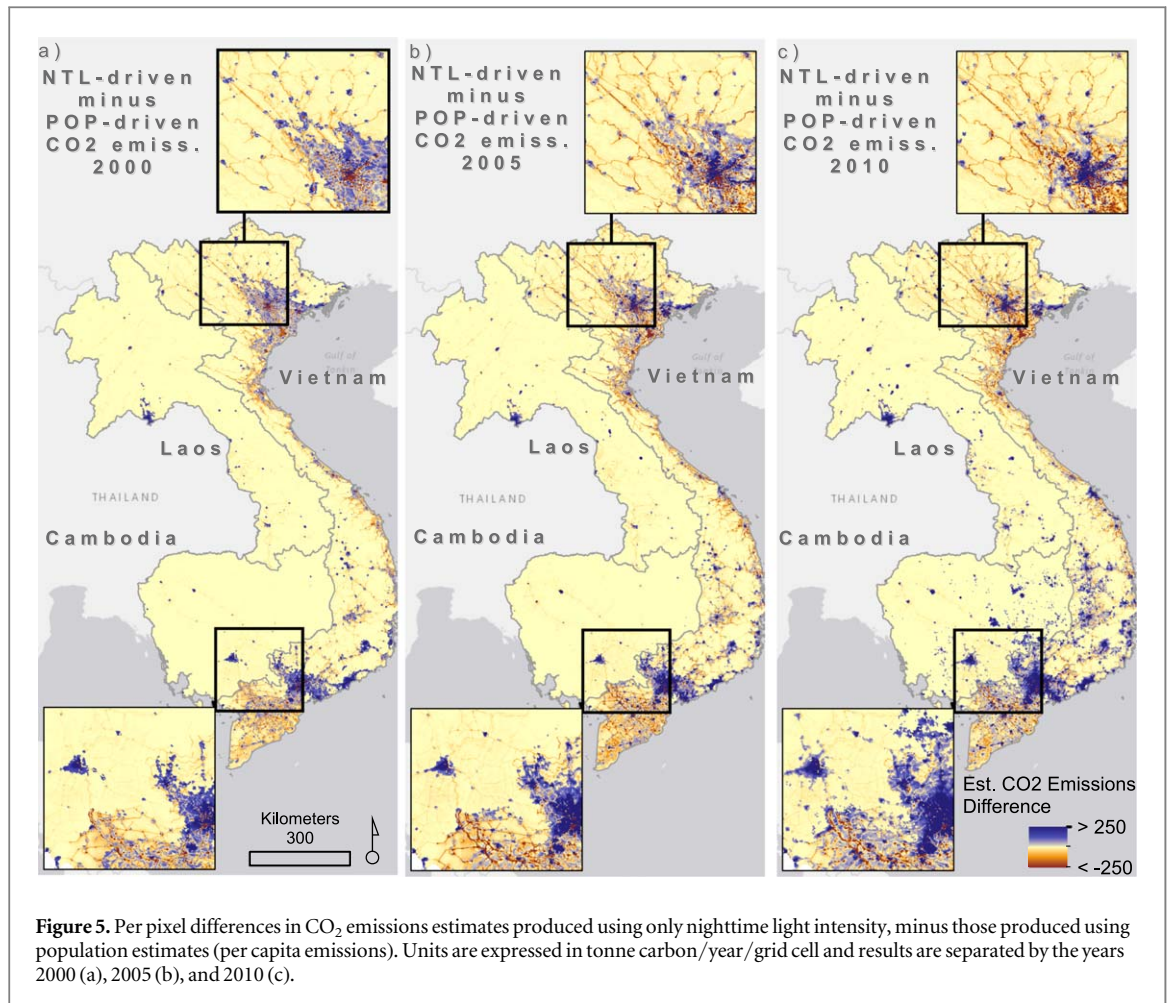 a )
NTL-driven
minus
POP-driven
CO2 emiss.
2000
b )
NTL-driven
minus
POP-driven
CO2 emiss.
2005
c )
NTL-driven
minus
POP-driven
CO2 emiss.
2010
Gulf of
Tonkin
Vietnam
Laos
THAILAND
Cambodia
Gulf of
Vietnam
Laos
THAILAND
Cambodia
Gulf of
Vietnam
Laos
THAILAND
Cambodia
Kilometers
300
Est. CO2 Emissions
Difference
> 250
< -250
Figure 5. Per pixel differences in CO₂ emissions estimates produced using only nighttime light intensity, minus those produced using
population estimates (per capita emissions). Units are expressed in tonne carbon/year/grid cell and results are separated by the years
2000 (a), 2005 (b), and 2010 (c).